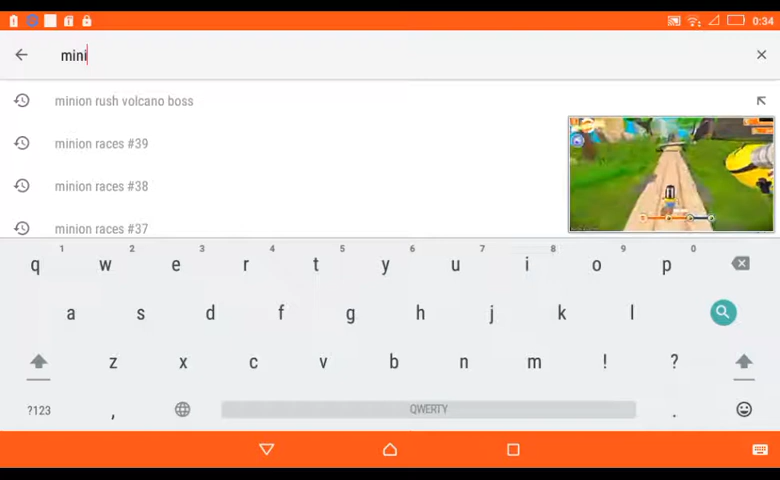 0:34
mini
minion rush volcano boss
minion races #39
minion races #38
minion races #37
1 2 3 4 5 6 7 8 9 0
q w e r t y u i o p
a s d f g h j k l
z x c v b n m ! ?
?123 , QWERTY .